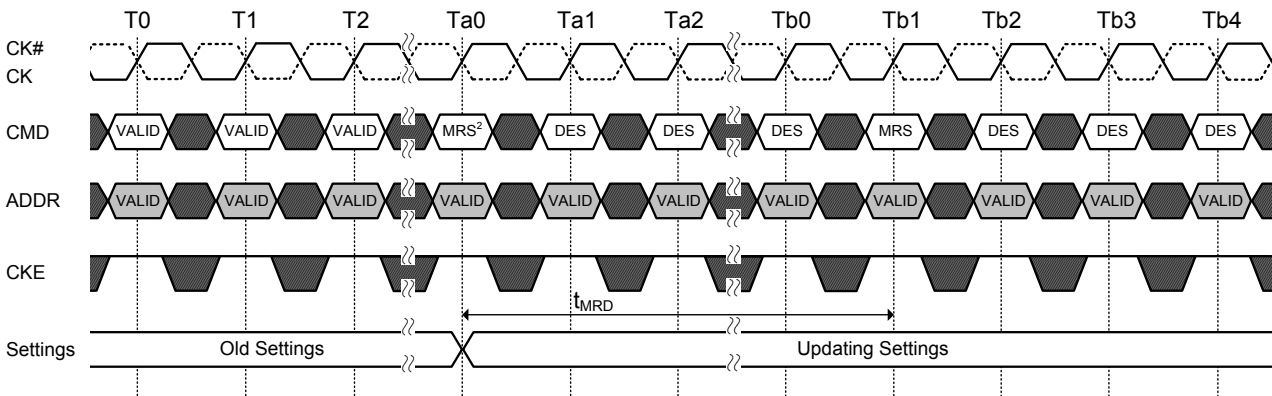 T0 T1 T2 Ta0 Ta1 Ta2 Tb0 Tb1 Tb2 Tb3 Tb4
CK#
CK
CMD VALID VALID VALID MRS² DES DES DES MRS DES DES DES
ADDR VALID VALID VALID VALID VALID VALID VALID VALID VALID VALID VALID
CKE
tMRD
Settings Old Settings Updating Settings